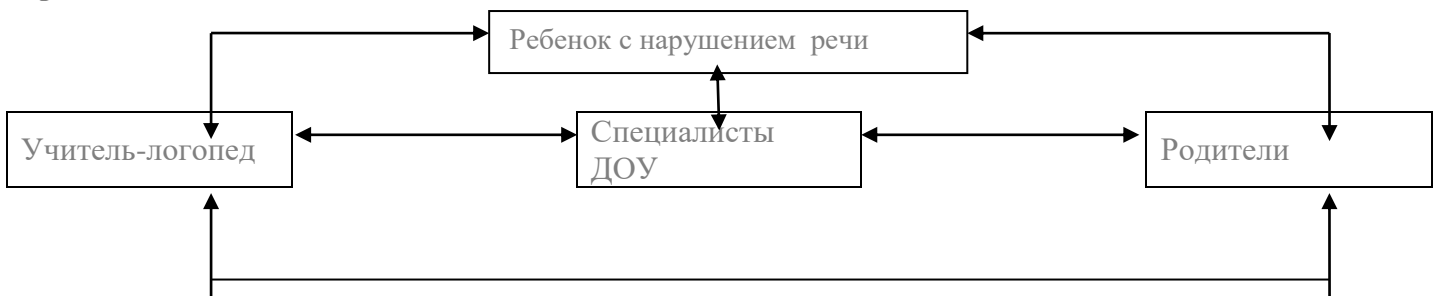 Ребенок с нарушением речи
Учитель-логопед
Специалисты
ДОУ
Родители